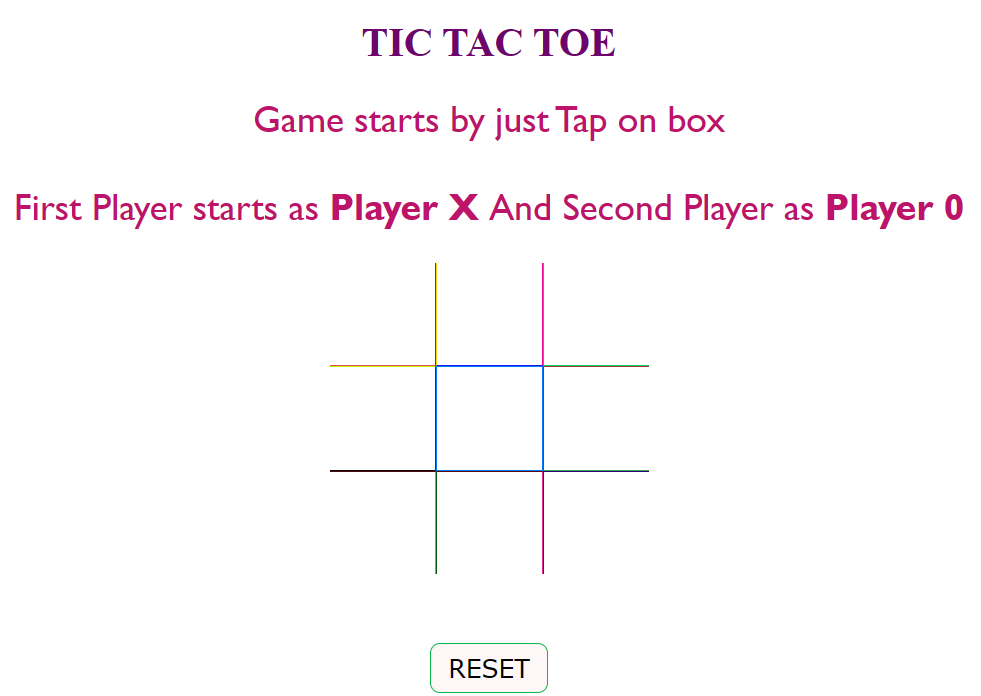 TIC TAC TOE
Game starts by just Tap on box
First Player starts as Player X And Second Player as Player 0
RESET